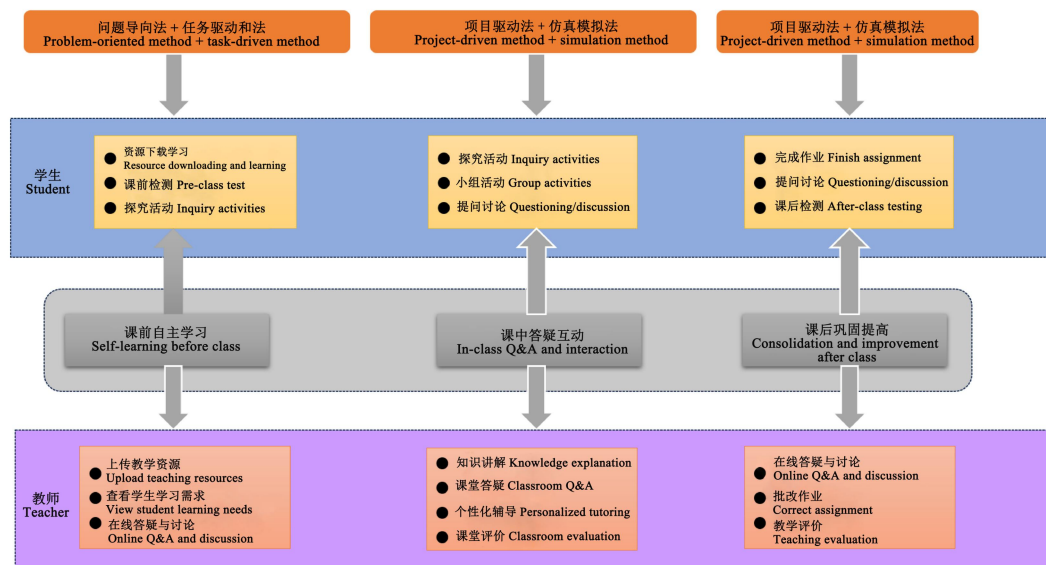 问题导向法 + 任务驱动和法
Problem-oriented method + task-driven method
项目驱动法 + 仿真模拟法
Project-driven method + simulation method
项目驱动法 + 仿真模拟法
Project-driven method + simulation method
学生
Student
资源下载学习
Resource downloading and learning
课前检测 Pre-class test
探究活动 Inquiry activities
探究活动 Inquiry activities
小组活动 Group activities
提问讨论 Questioning/discussion
完成作业 Finish assignment
提问讨论 Questioning/discussion
课后检测 After-class testing
课前自主学习
Self-learning before class
课中答疑互动
In-class Q&A and interaction
课后巩固提高
Consolidation and improvement
after class
教师
Teacher
上传教学资源
Upload teaching resources
查看学生学习需求
View student learning needs
在线答疑与讨论
Online Q&A and discussion
知识讲解 Knowledge explanation
课堂答疑 Classroom Q&A
个性化辅导 Personalized tutoring
课堂评价 Classroom evaluation
在线答疑与讨论
Online Q&A and discussion
批改作业
Correct assignment
教学评价
Teaching evaluation